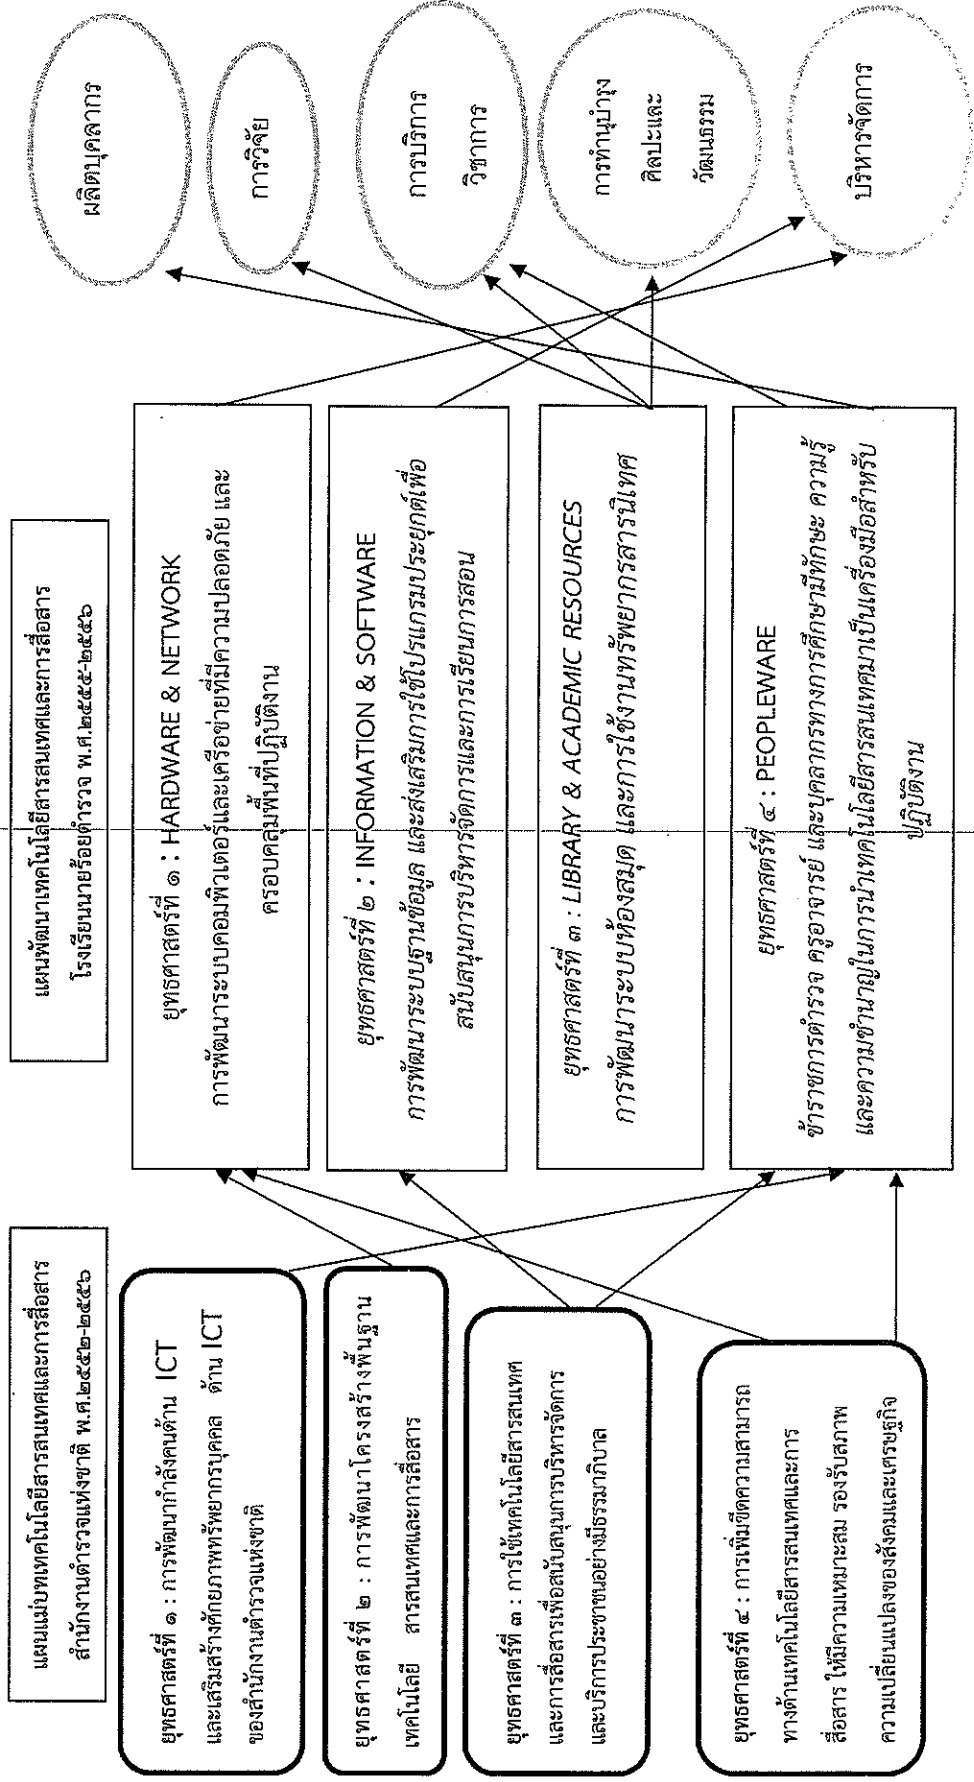 แผนแม่บทเทคโนโลยีสารสนเทศและการสื่อสาร
สำนักงานตำรวจแห่งชาติ พ.ศ.๒๕๕๒-๒๕๕๖
ยุทธศาสตร์ที่ ๑ : การพัฒนากำลังคนด้าน ICT
และเสริมสร้างศักยภาพทรัพยากรบุคคล ด้าน ICT
ของสำนักงานตำรวจแห่งชาติ
ยุทธศาสตร์ที่ ๒ : การพัฒนาโครงสร้างพื้นฐาน
เทคโนโลยี สารสนเทศและการสื่อสาร
ยุทธศาสตร์ที่ ๓ : การใช้เทคโนโลยีสารสนเทศ
และการสื่อสารเพื่อสนับสนุนการบริหารจัดการ
และบริการประชาชนอย่างมีธรรมาภิบาล
ยุทธศาสตร์ที่ ๔ : การเพิ่มขีดความสามารถ
ทางด้านเทคโนโลยีสารสนเทศและการ
สื่อสาร ให้มีความเหมาะสม รองรับสภาพ
ความเปลี่ยนแปลงของสังคมและเศรษฐกิจ
แผนพัฒนาเทคโนโลยีสารสนเทศและการสื่อสาร
โรงเรียนนายร้อยตำรวจ พ.ศ.๒๕๕๕-๒๕๕๖
ยุทธศาสตร์ที่ ๑ : HARDWARE & NETWORK
การพัฒนาระบบคอมพิวเตอร์และเครือข่ายที่มีความปลอดภัย และ
ครอบคลุมพื้นที่ปฏิบัติงาน
ยุทธศาสตร์ที่ ๒ : INFORMATION & SOFTWARE
การพัฒนาระบบฐานข้อมูล และส่งเสริมการใช้โปรแกรมประยุกต์เพื่อ
สนับสนุนการบริหารจัดการและการเรียนการสอน
ยุทธศาสตร์ที่ ๓ : LIBRARY & ACADEMIC RESOURCES
การพัฒนาระบบห้องสมุด และการใช้งานทรัพยากรสารนิเทศ
ยุทธศาสตร์ที่ ๔ : PEOPLEWARE
ข้าราชการตำรวจ ครูอาจารย์ และบุคลากรทางการศึกษามีทักษะ ความรู้
และความชำนาญในการนำเทคโนโลยีสารสนเทศมาเป็นเครื่องมือสำหรับ
ปฏิบัติงาน
ผลิตบุคลากร
การวิจัย
การบริการ
วิชาการ
การทำนุบำรุง
ศิลปะและ
วัฒนธรรม
บริหารจัดการ